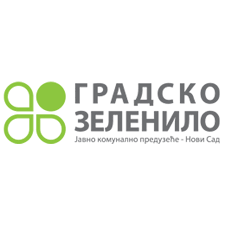 ГРАДСКО
ЗЕЛЕНИЛО
Јавно комунално предузеће - Нови Сад